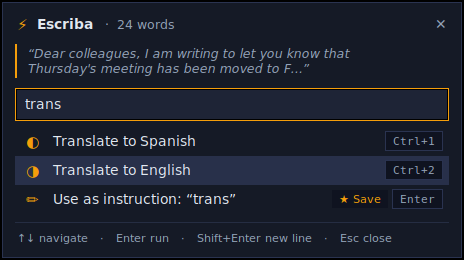 ⚡ Escriba · 24 words ×
“Dear colleagues, I am writing to let you know that
Thursday's meeting has been moved to F…”
trans
Translate to Spanish Ctrl+1
Translate to English Ctrl+2
Use as instruction: “trans” ★ Save Enter
↑↓ navigate · Enter run · Shift+Enter new line · Esc close